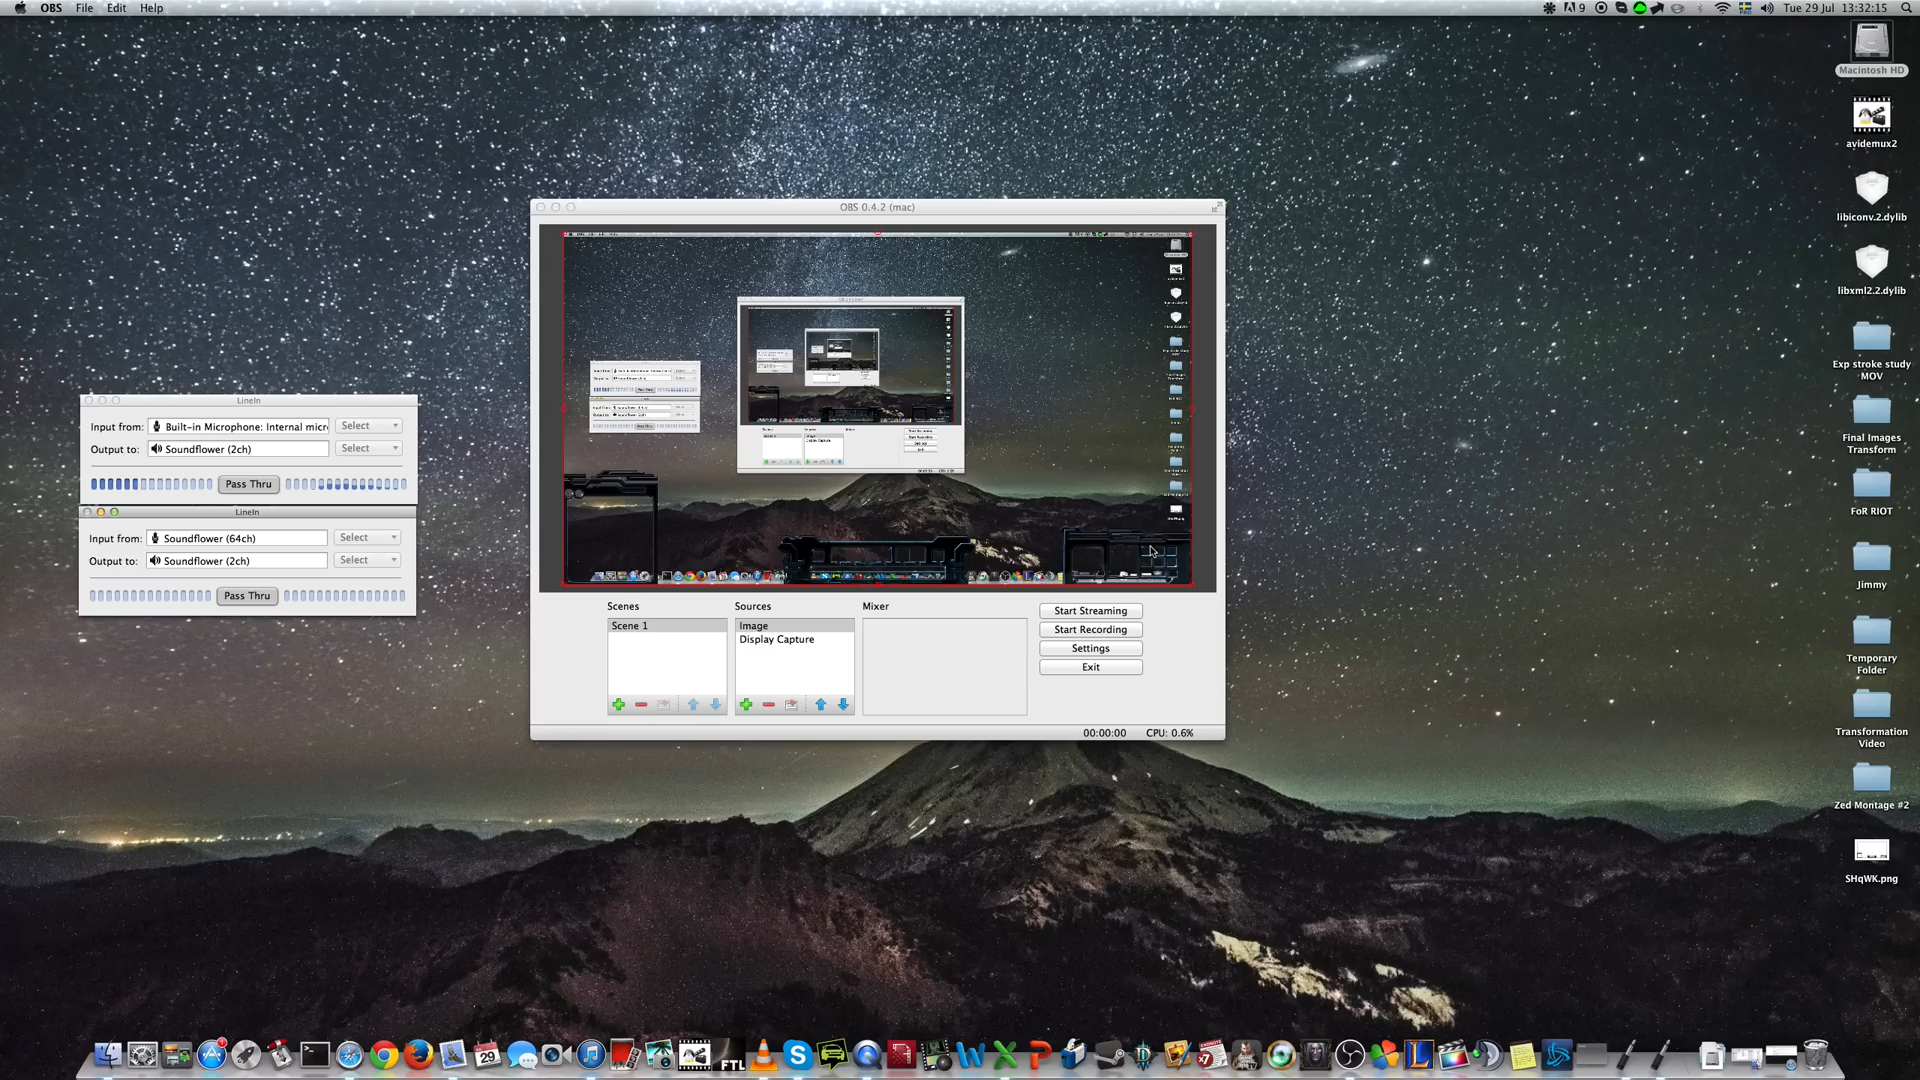 OBS File Edit Help
9
Tue 29 Jul 13:32:15
Macintosh HD
avidemux2
libiconv.2.dylib
libxml2.2.dylib
Exp stroke study
MOV
Final Images
Transform
FoR RIOT
Jimmy
Temporary
Folder
Transformation
Video
Zed Montage #2
SHqWK.png
OBS 0.4.2 (mac)
LineIn
Input from: Built-in Microphone: Internal micr Select
Output to: Soundflower (2ch) Select
Pass Thru
LineIn
Input from: Soundflower (64ch) Select
Output to: Soundflower (2ch) Select
Pass Thru
Scenes Sources Mixer
Scene 1
Image
Display Capture
Start Streaming
Start Recording
Settings
Exit
00:00:00 CPU: 0.6%
29
FTL